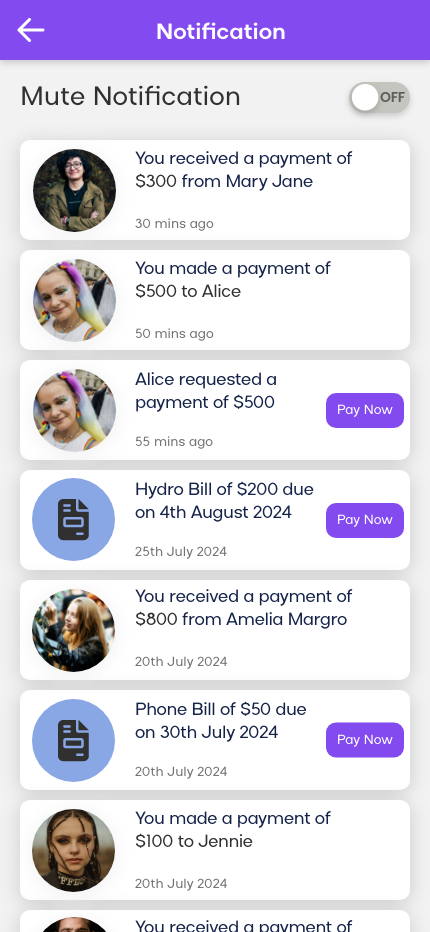 Notification
Mute Notification
OFF
You received a payment of
$300 from Mary Jane
30 mins ago
You made a payment of
$500 to Alice
50 mins ago
Alice requested a
payment of $500
Pay Now
55 mins ago
Hydro Bill of $200 due
on 4th August 2024
Pay Now
25th July 2024
You received a payment of
$800 from Amelia Margro
20th July 2024
Phone Bill of $50 due
on 30th July 2024
Pay Now
20th July 2024
You made a payment of
$100 to Jennie
20th July 2024
You received a payment of